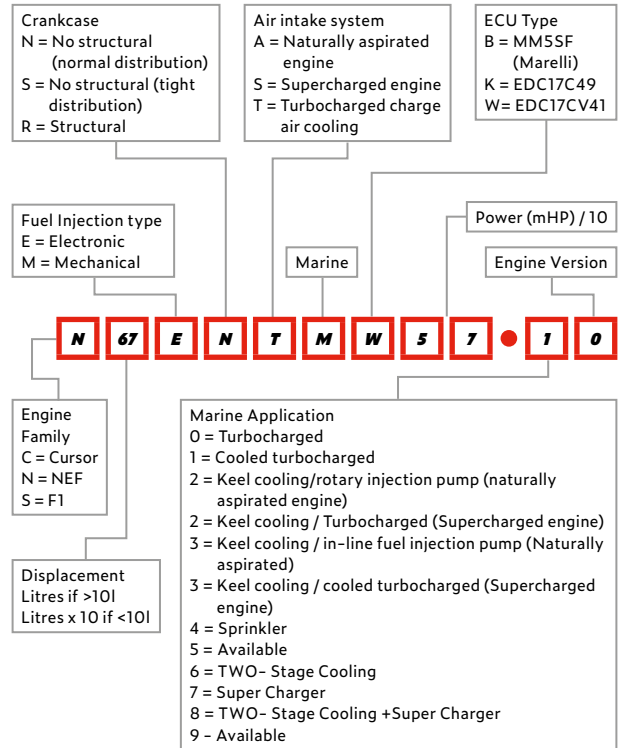 Crankcase
N = No structural
(normal distribution)
S = No structural (tight
distribution)
R = Structural
Air intake system
A = Naturally aspirated
engine
S = Supercharged engine
T = Turbocharged charge
air cooling
ECU Type
B = MM5SF
(Marelli)
K = EDC17C49
W= EDC17CV41
Fuel Injection type
E = Electronic
M = Mechanical
Marine
Power (mHP) / 10
Engine Version
N 67 E N T M W 5 7 • 1 0
Engine
Family
C = Cursor
N = NEF
S = F1
Displacement
Litres if >10l
Litres x 10 if <10l
Marine Application
0 = Turbocharged
1 = Cooled turbocharged
2 = Keel cooling/rotary injection pump (naturally
aspirated engine)
2 = Keel cooling / Turbocharged (Supercharged engine)
3 = Keel cooling / in-line fuel injection pump (Naturally
aspirated)
3 = Keel cooling / cooled turbocharged (Supercharged
engine)
4 = Sprinkler
5 = Available
6 = TWO- Stage Cooling
7 = Super Charger
8 = TWO- Stage Cooling +Super Charger
9 - Available